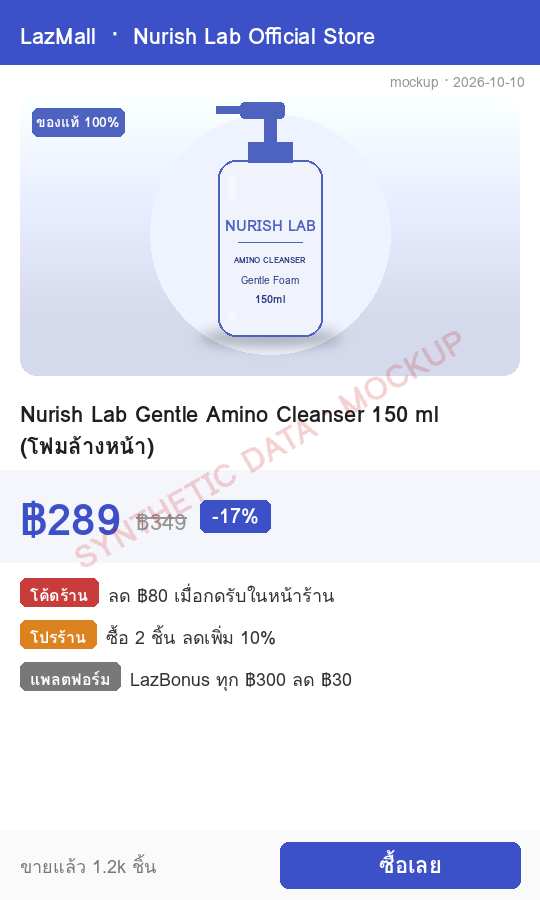 LazMall · Nurish Lab Official Store
mockup · 2026-10-10
ของแท้ 100%
NURISH LAB
AMINO CLEANSER
Gentle Foam
150ml
Nurish Lab Gentle Amino Cleanser 150 ml
(โฟมล้างหน้า)
฿289 ฿349 -17%
SYNTHETIC DATA · MOCKUP
โค้ดร้าน ลด ฿80 เมื่อกดรับในหน้าร้าน
โปรร้าน ซื้อ 2 ชิ้น ลดเพิ่ม 10%
แพลตฟอร์ม LazBonus ทุก ฿300 ลด ฿30
ขายแล้ว 1.2k ชิ้น ซื้อเลย